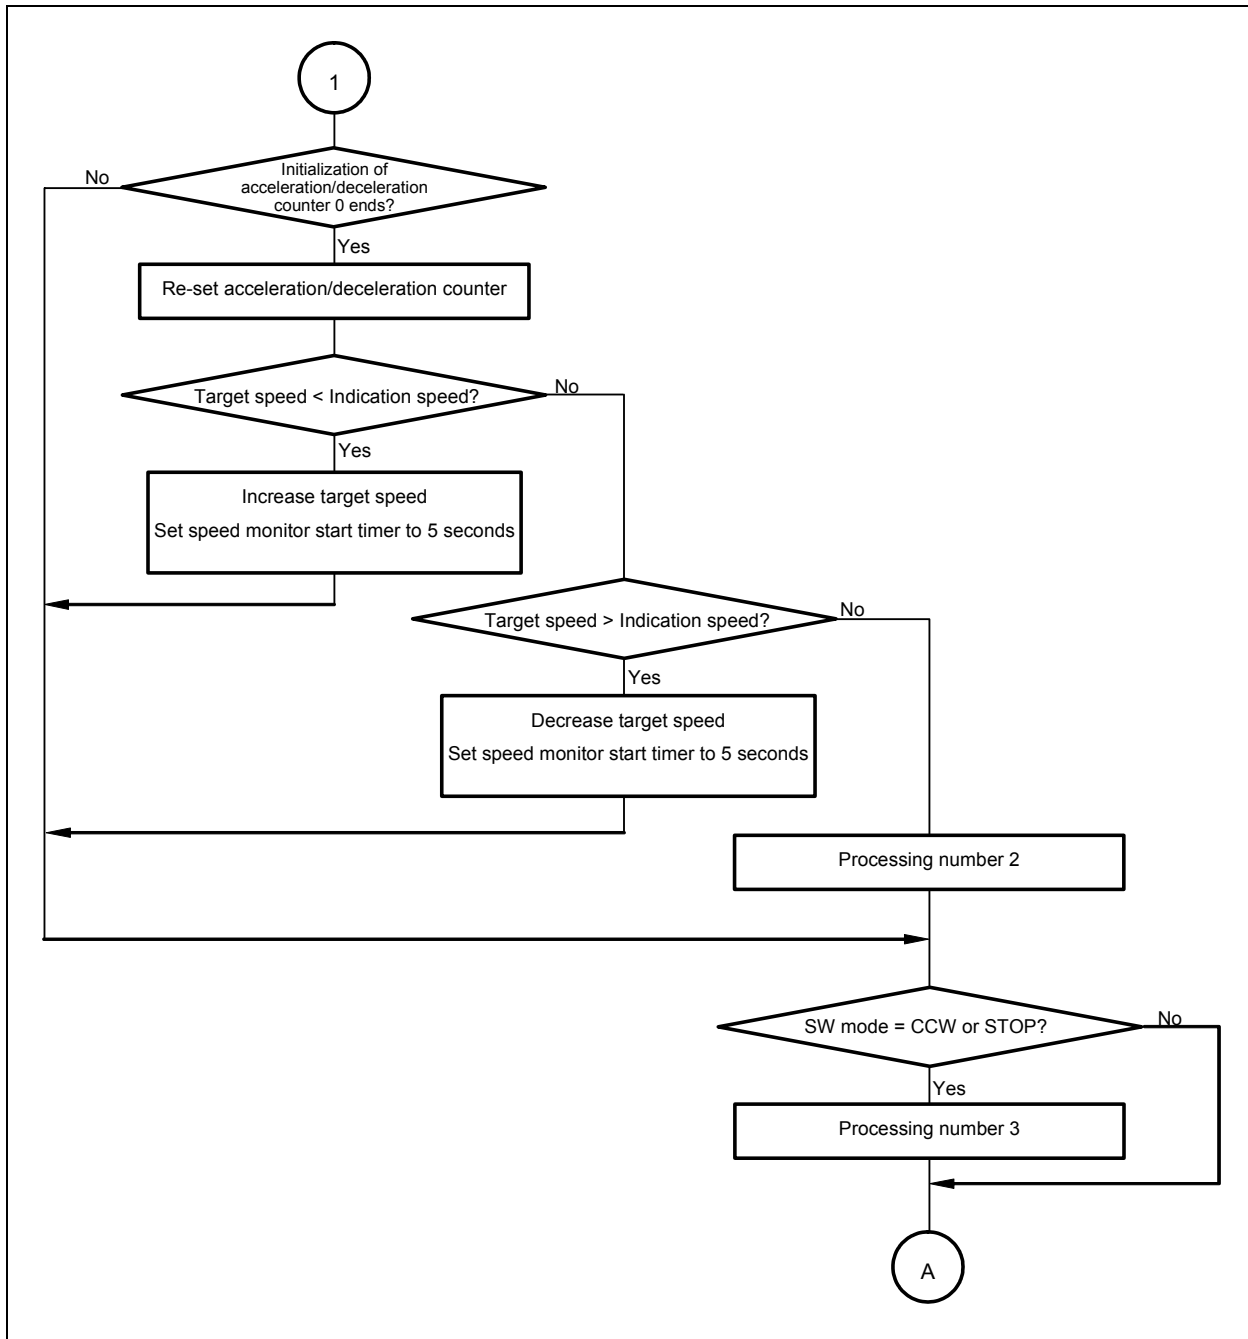 1
Initialization of
acceleration/deceleration
counter 0 ends?
No
Yes
Re-set acceleration/deceleration counter
Target speed < Indication speed?
No
Yes
Increase target speed
Set speed monitor start timer to 5 seconds
Target speed > Indication speed?
No
Yes
Decrease target speed
Set speed monitor start timer to 5 seconds
Processing number 2
SW mode = CCW or STOP?
No
Yes
Processing number 3
A